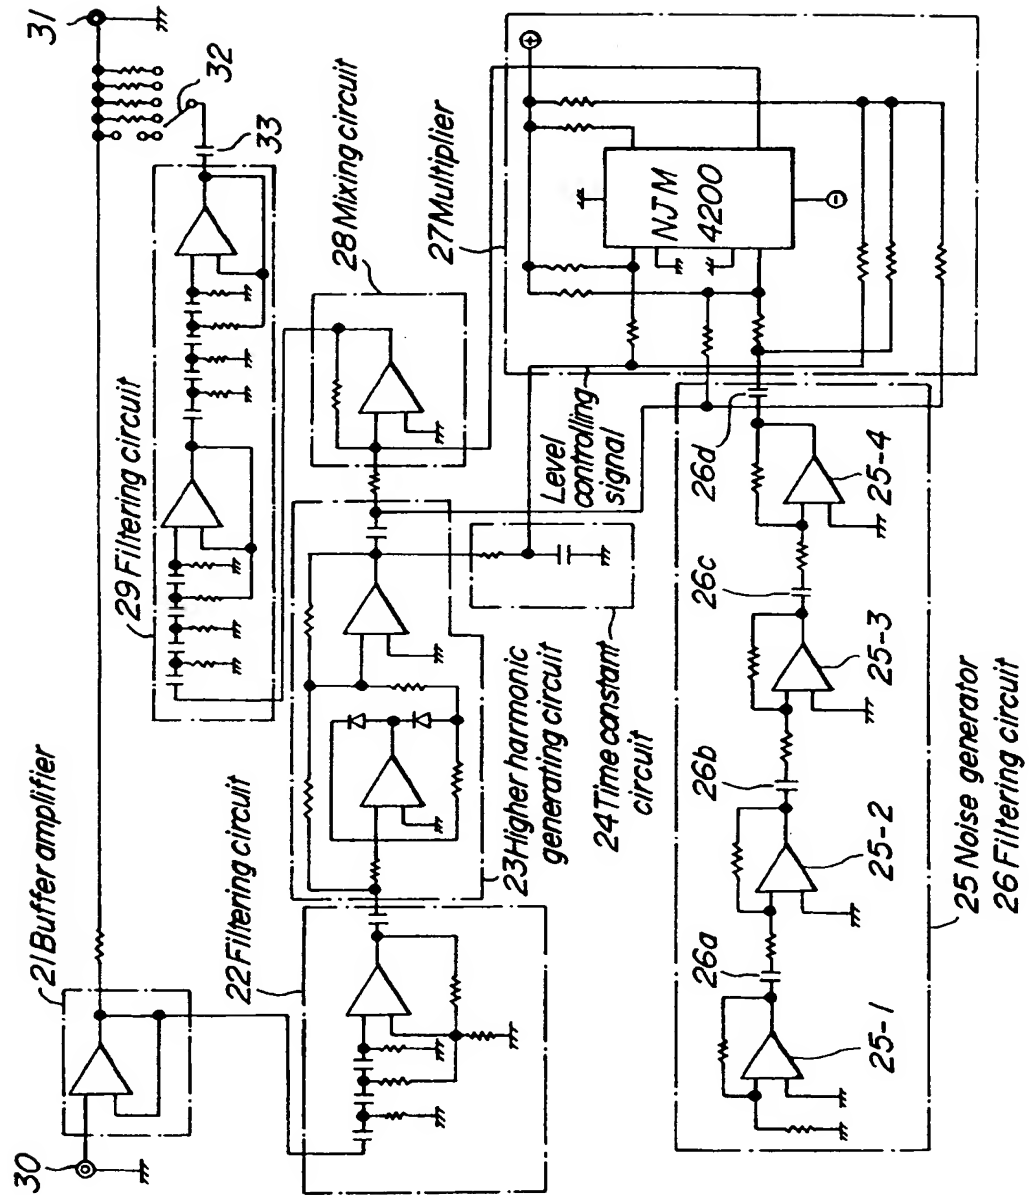 31
32
33
29 Filtering circuit
28 Mixing circuit
27 Multiplier
NJM
4200
+
-
21 Buffer amplifier
30
22 Filtering circuit
23 Higher harmonic
generating circuit
24 Time constant
circuit
Level
controlling
signal
26d
26c
26b
26a
25-4
25-3
25-2
25-1
25 Noise generator
26 Filtering circuit